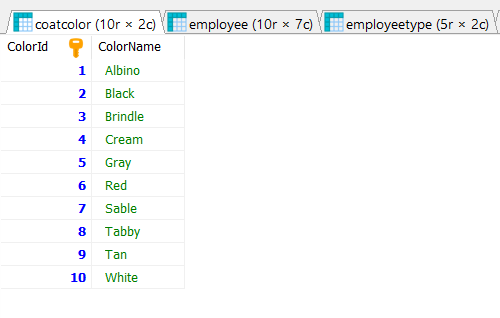 coatcolor (10r × 2c) employee (10r × 7c) employeetype (5r × 2c)
ColorId ColorName
1 Albino
2 Black
3 Brindle
4 Cream
5 Gray
6 Red
7 Sable
8 Tabby
9 Tan
10 White